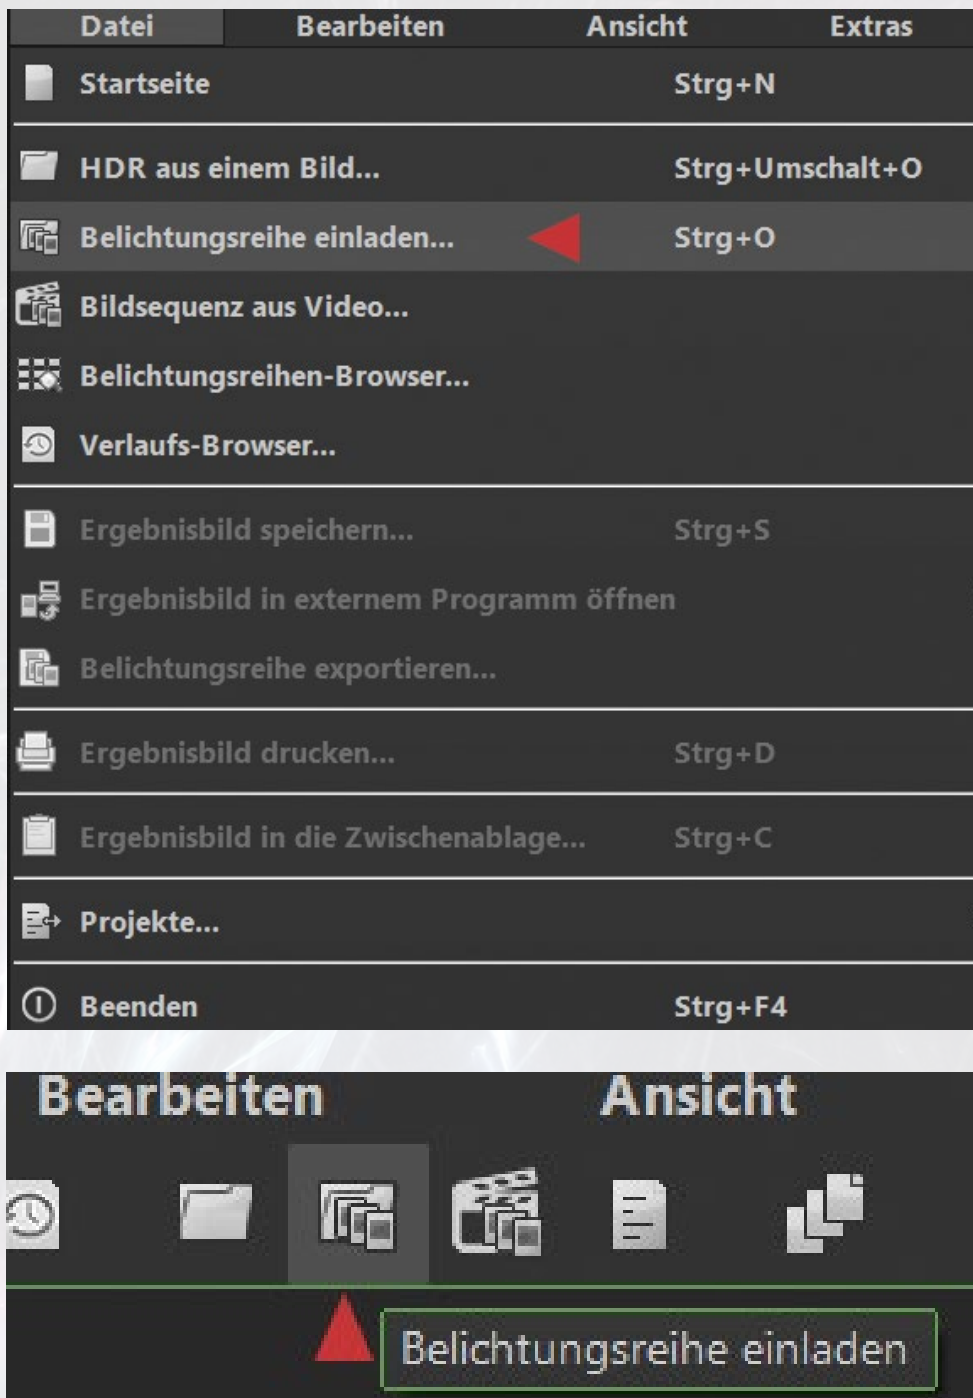 Datei Bearbeiten Ansicht Extras
Startseite Strg+N
HDR aus einem Bild... Strg+Umschalt+O
Belichtungsreihe einladen... Strg+O
Bildsequenz aus Video...
Belichtungsreihen-Browser...
Verlaufs-Browser...
Ergebnisbild speichern... Strg+S
Ergebnisbild in externem Programm öffnen
Belichtungsreihe exportieren...
Ergebnisbild drucken... Strg+D
Ergebnisbild in die Zwischenablage... Strg+C
Projekte...
Beenden Strg+F4
Bearbeiten Ansicht
Belichtungsreihe einladen